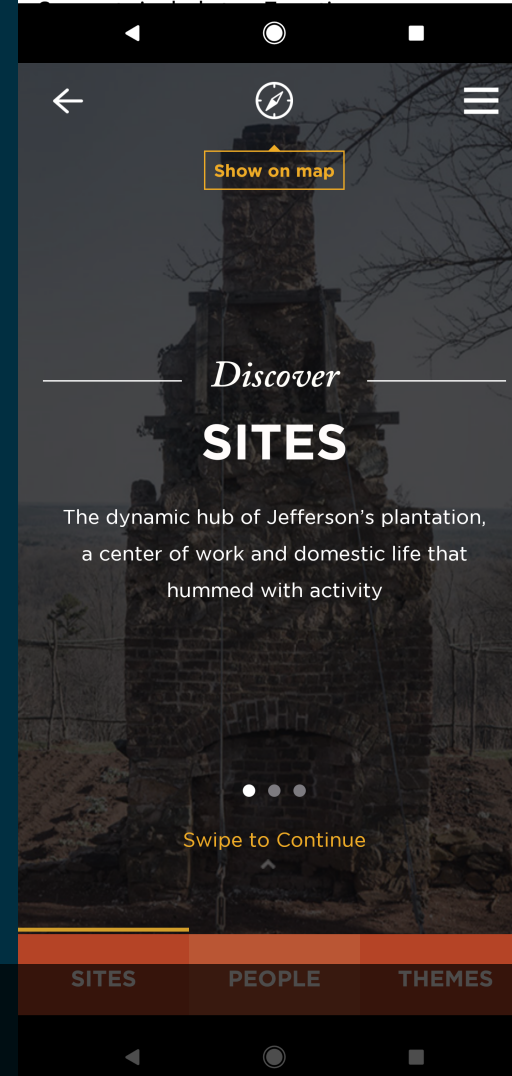 Show on map
Discover
SITES
The dynamic hub of Jefferson’s plantation,
a center of work and domestic life that
hummed with activity
Swipe to Continue
SITES PEOPLE THEMES